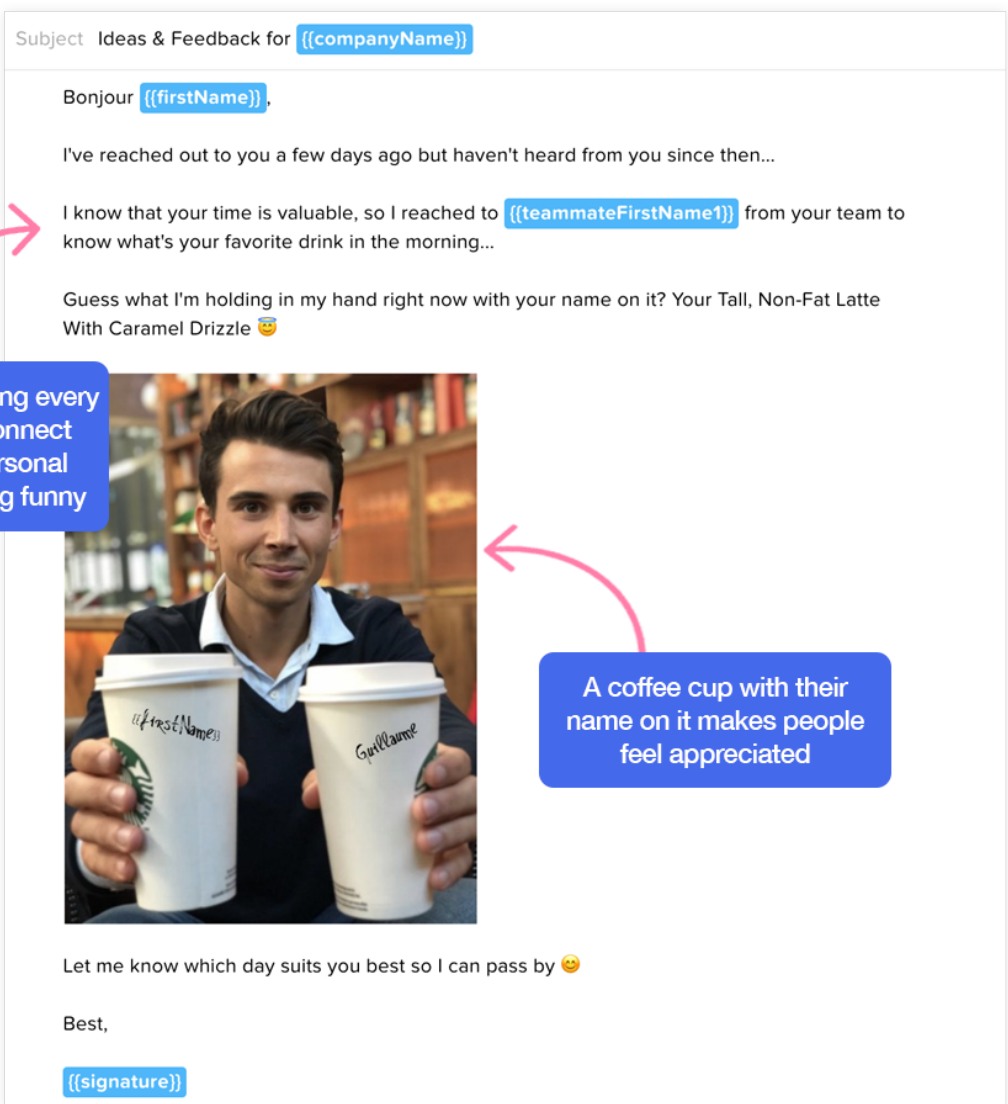 Subject Ideas & Feedback for {{companyName}}
Bonjour {{firstName}},
I've reached out to you a few days ago but haven't heard from you since then...
I know that your time is valuable, so I reached to {{teammateFirstName1}} from your team to
know what's your favorite drink in the morning...
Guess what I'm holding in my hand right now with your name on it? Your Tall, Non-Fat Latte
With Caramel Drizzle 😇
ng every
onnect
rsonal
g funny
{{firstName}}
Guillaume
A coffee cup with their
name on it makes people
feel appreciated
Let me know which day suits you best so I can pass by 😊
Best,
{{signature}}